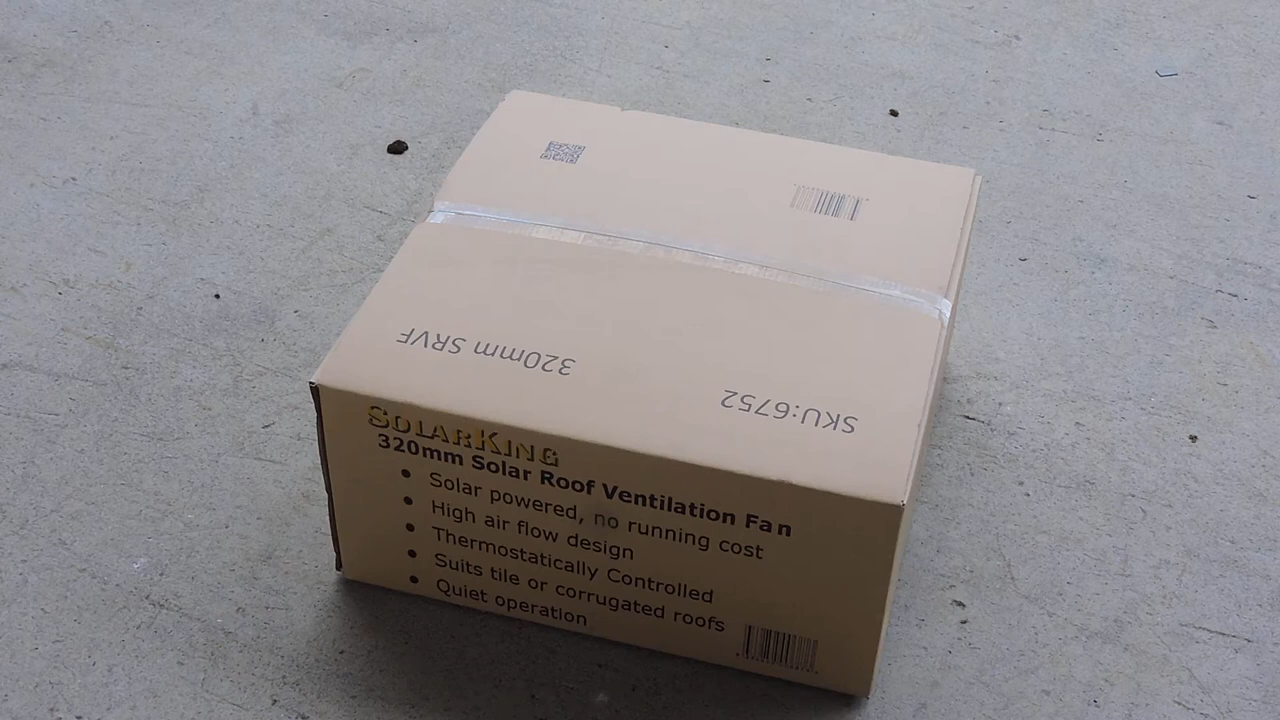 320mm SRVF
SKU:6752
SOLARKING
320mm Solar Roof Ventilation Fan
• Solar powered, no running cost
• High air flow design
• Thermostatically Controlled
• Suits tile or corrugated roofs
• Quiet operation